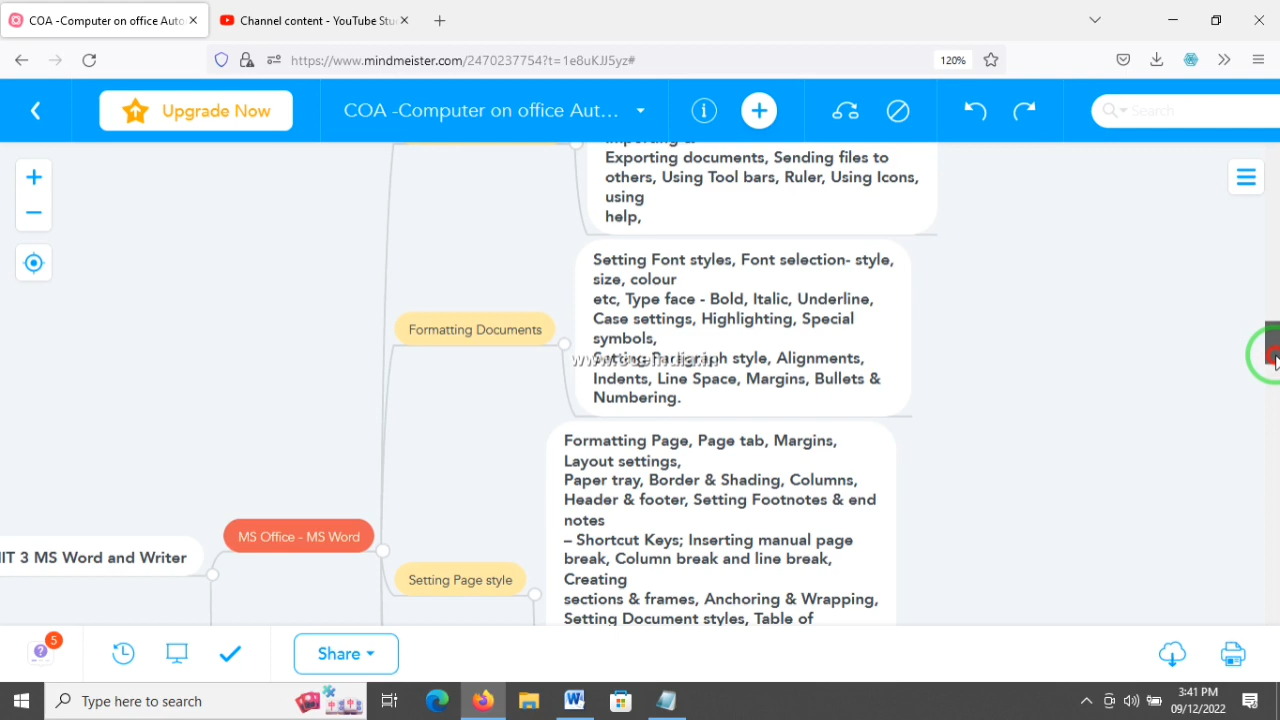 COA -Computer on office Auto
Channel content - YouTube Stu
https://www.mindmeister.com/2470237754?t=1e8uKJJ5yz#
120%
Upgrade Now
COA -Computer on office Aut...
Search
Exporting documents, Sending files to
others, Using Tool bars, Ruler, Using Icons,
using
help,
Setting Font styles, Font selection- style,
size, colour
etc, Type face - Bold, Italic, Underline,
Case settings, Highlighting, Special
symbols,
Setting Paragraph style, Alignments,
Indents, Line Space, Margins, Bullets &
Numbering.
Formatting Documents
Formatting Page, Page tab, Margins,
Layout settings,
Paper tray, Border & Shading, Columns,
Header & footer, Setting Footnotes & end
notes
– Shortcut Keys; Inserting manual page
break, Column break and line break,
Creating
sections & frames, Anchoring & Wrapping,
Setting Document styles, Table of
MS Office - MS Word
IIT 3 MS Word and Writer
Setting Page style
5
Share
Type here to search
3:41 PM
09/12/2022